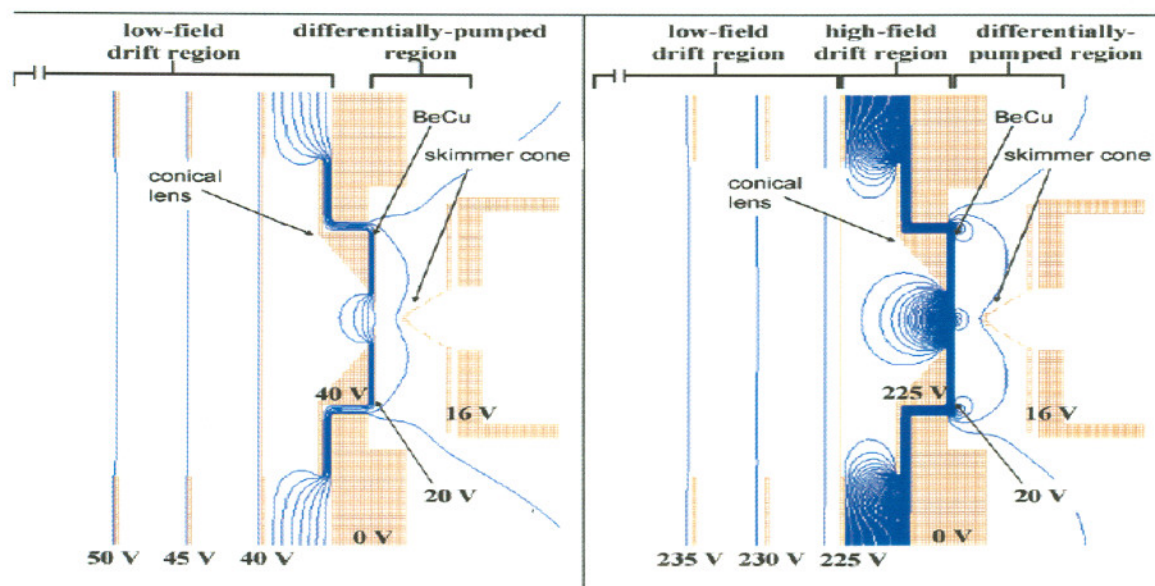 low-field
drift region
differentially-pumped
region
BeCu
skimmer cone
conical
lens
40 V
16 V
20 V
0 V
50 V
45 V
40 V
low-field
drift region
high-field
drift region
differentially-
pumped region
BeCu
skimmer cone
conical
lens
225 V
16 V
20 V
0 V
235 V
230 V
225 V